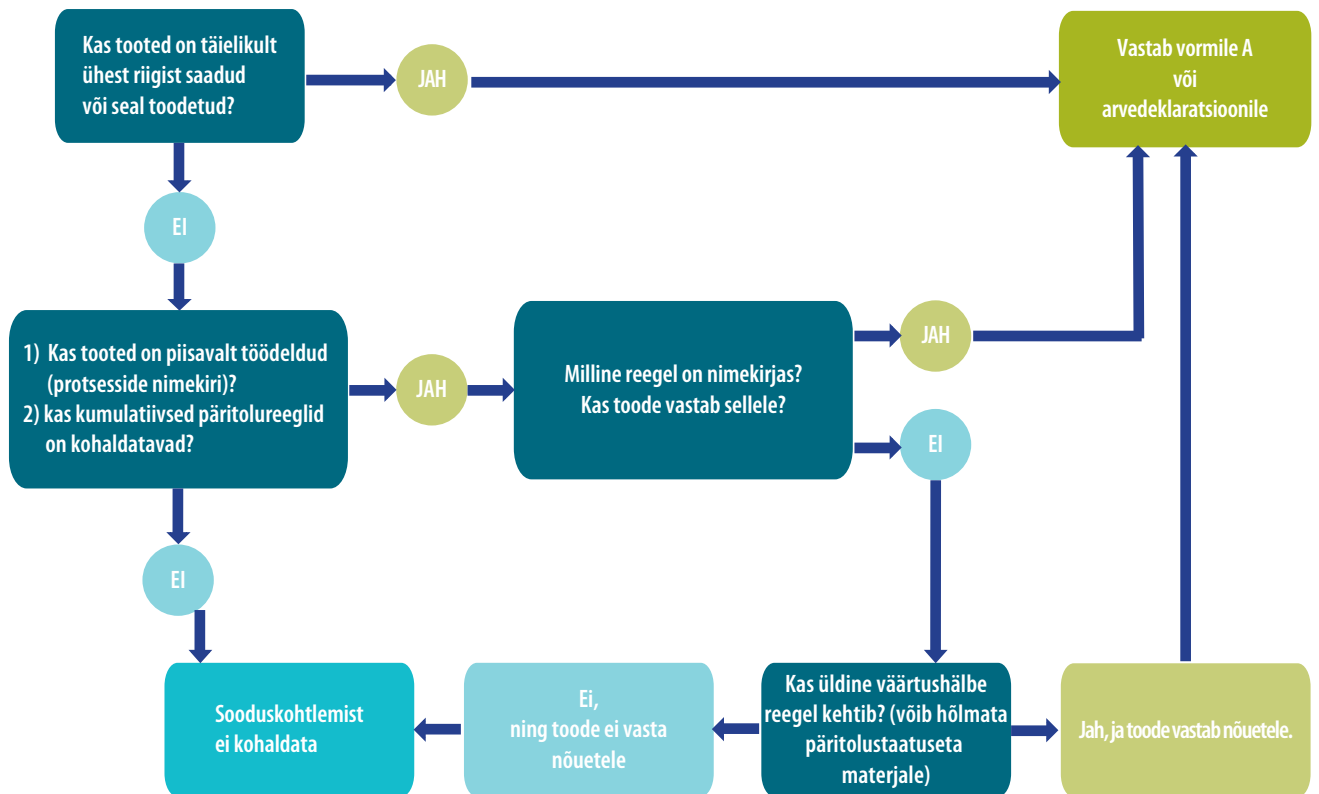 Kas tooted on täielikult
ühest riigist saadud
või seal toodetud?
JAH
Vastab vormile A
või
arvedeklaratsioonile
EI
1) Kas tooted on piisavalt töödeldud
(protsesside nimekiri)?
2) kas kumulatiivsed päritolureeglid
on kohaldatavad?
JAH
Milline reegel on nimekirjas?
Kas toode vastab sellele?
JAH
EI
EI
Sooduskohtlemist
ei kohaldata
Ei,
ning toode ei vasta
nõuetele
Kas üldine väärtushälbe
reegel kehtib? (võib hõlmata
päritolustaatuseta
materjale)
Jah, ja toode vastab nõuetele.